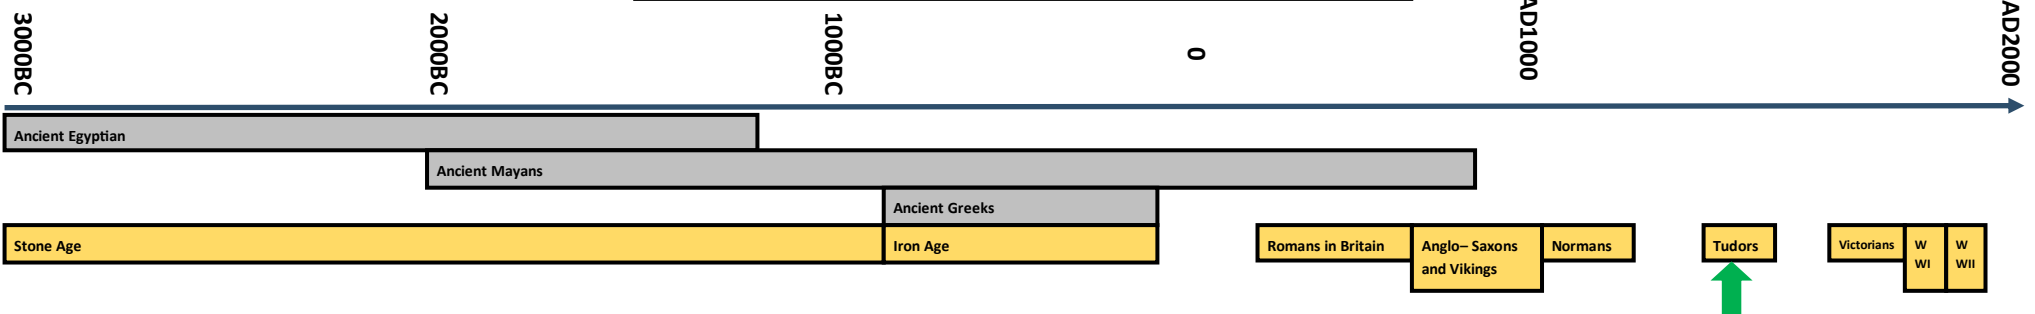 3000BC
2000BC
1000BC
0
AD1000
AD2000
Ancient Egyptian
Ancient Mayans
Ancient Greeks
Stone Age
Iron Age
Romans in Britain
Anglo– Saxons
and Vikings
Normans
Tudors
Victorians
W
WI
W
WII